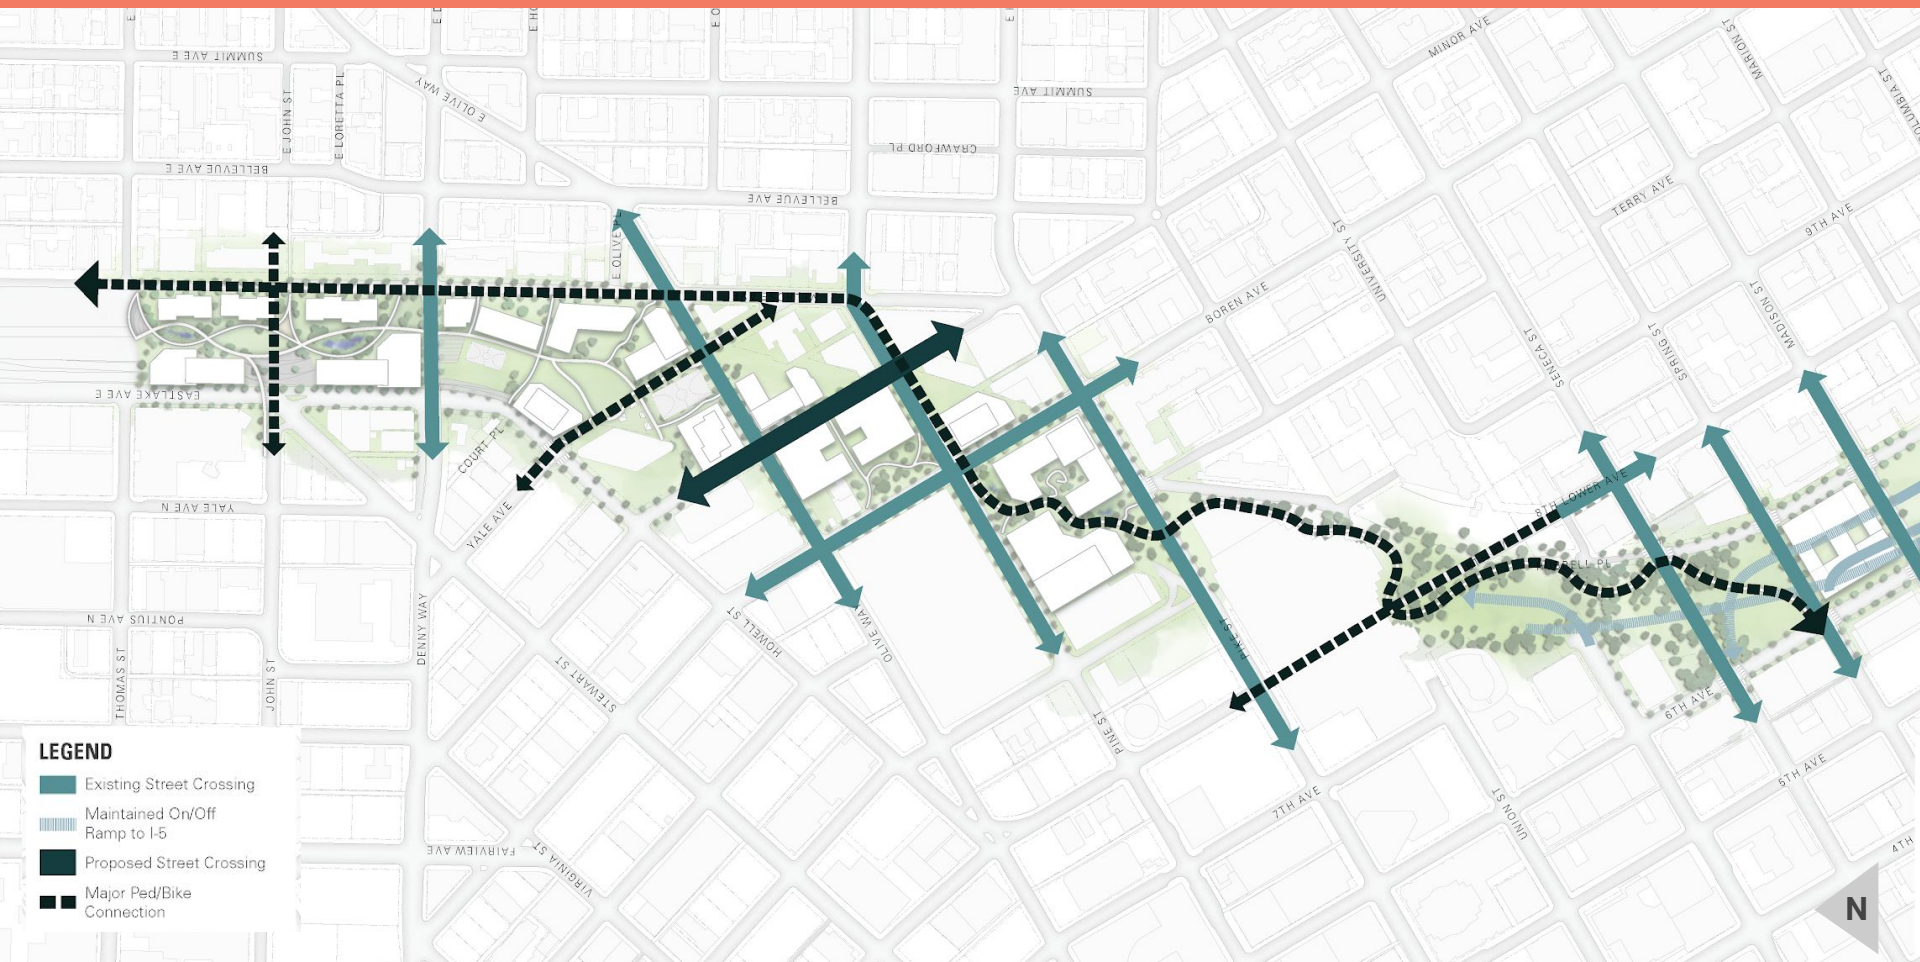 SUMMIT AVE E
E JOHN ST
E LORETTA PL
E OLIVE WAY
SUMMIT AVE
MINOR AVE
MARION ST
COLUMBIA ST
BELLEVUE AVE E
CRAWFORD PL
BELLEVUE AVE
TERRY AVE
9TH AVE
E OLIVE PL
UNIVERSITY ST
BOREN AVE
MADISON ST
SENECA ST
SPRING ST
EASTLAKE AVE E
COURT PL
YALE AVE N
YALE AVE
8TH LOWER AVE
HUBBELL PL
PONTIUS AVE N
DENNY WAY
HOWELL ST
OLIVE WAY
PIKE ST
THOMAS ST
JOHN ST
STEWART ST
PINE ST
6TH AVE
5TH AVE
7TH AVE
UNION ST
4TH
FAIRVIEW AVE
VIRGINIA ST
LEGEND
Existing Street Crossing
Maintained On/Off
Ramp to I-5
Proposed Street Crossing
Major Ped/Bike
Connection
N